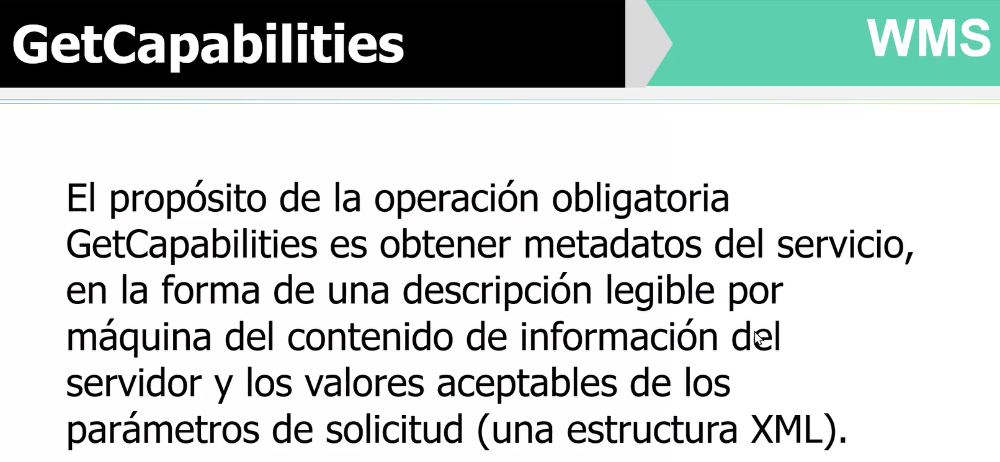 GetCapabilities
WMS
El propósito de la operación obligatoria
GetCapabilities es obtener metadatos del servicio,
en la forma de una descripción legible por
máquina del contenido de información del
servidor y los valores aceptables de los
parámetros de solicitud (una estructura XML).